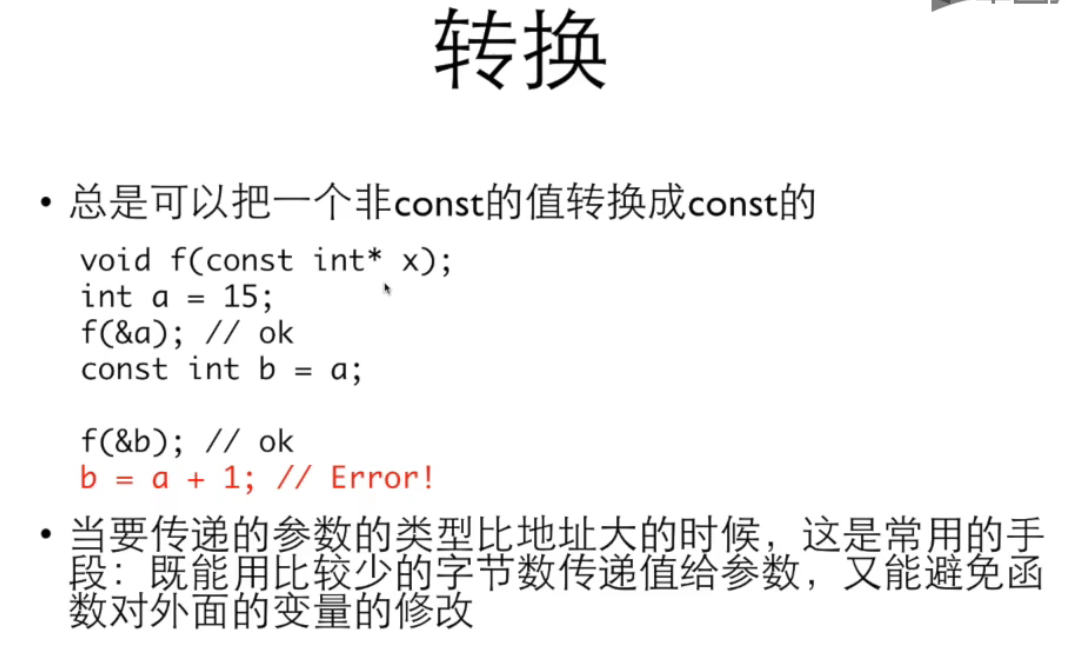 转换
• 总是可以把一个非const的值转换成const的
void f(const int* x);
int a = 15;
f(&a); // ok
const int b = a;
f(&b); // ok
b = a + 1; // Error!
• 当要传递的参数的类型比地址大的时候，这是常用的手
段：既能用比较少的字节数传递值给参数，又能避免函
数对外面的变量的修改